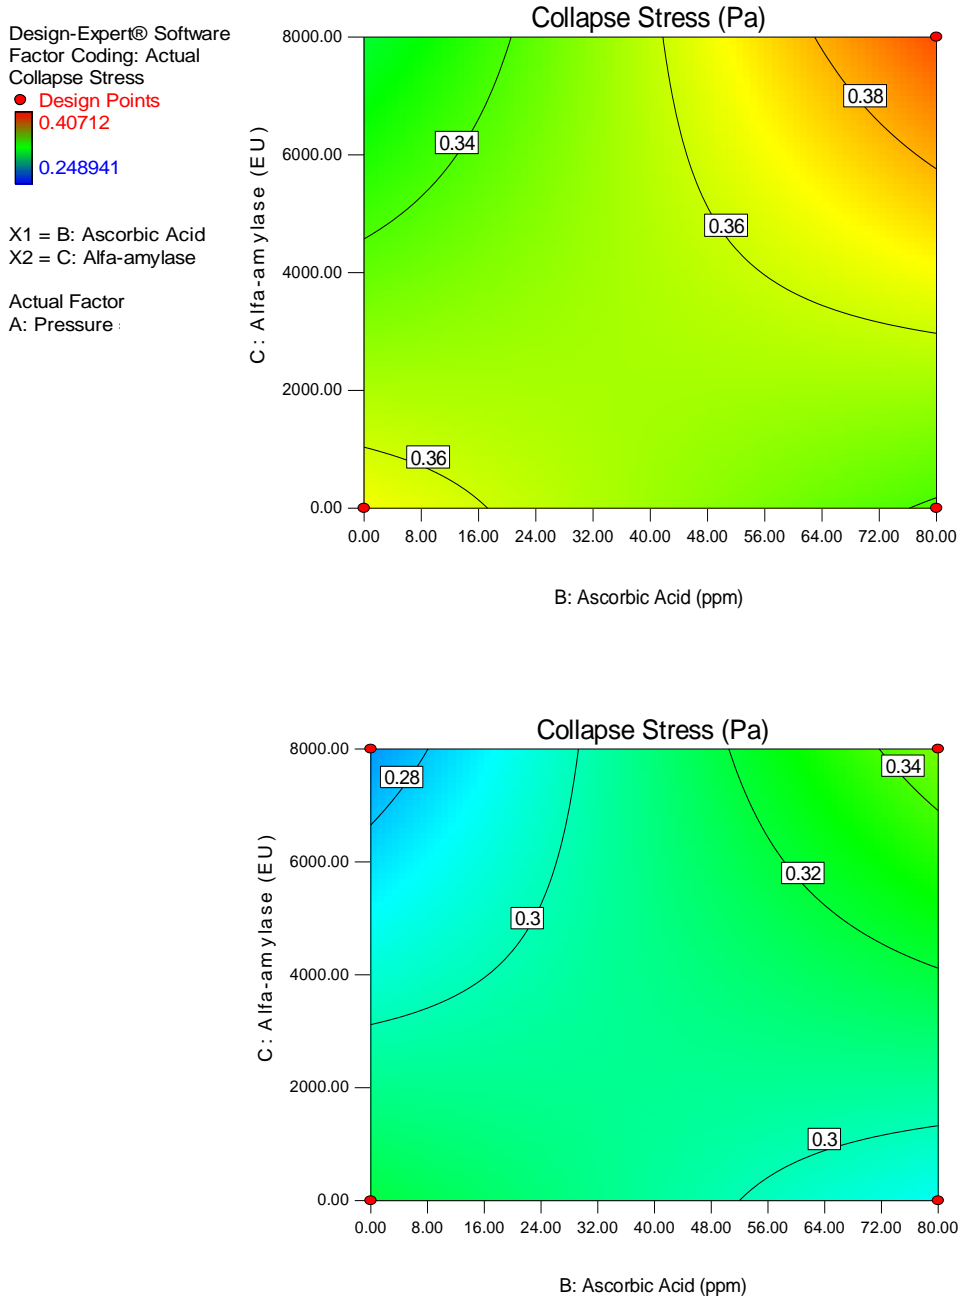 Design-Expert® Software
Factor Coding: Actual
Collapse Stress
Design Points
0.40712
0.248941
X1 = B: Ascorbic Acid
X2 = C: Alfa-amylase
Actual Factor
A: Pressure
Collapse Stress (Pa)
C: Alfa-amylase (EU)
8000.00
6000.00
4000.00
2000.00
0.00
0.34
0.38
0.36
0.36
0.00 8.00 16.00 24.00 32.00 40.00 48.00 56.00 64.00 72.00 80.00
B: Ascorbic Acid (ppm)
Collapse Stress (Pa)
C: Alfa-amylase (EU)
8000.00
6000.00
4000.00
2000.00
0.00
0.28
0.34
0.32
0.3
0.3
0.00 8.00 16.00 24.00 32.00 40.00 48.00 56.00 64.00 72.00 80.00
B: Ascorbic Acid (ppm)